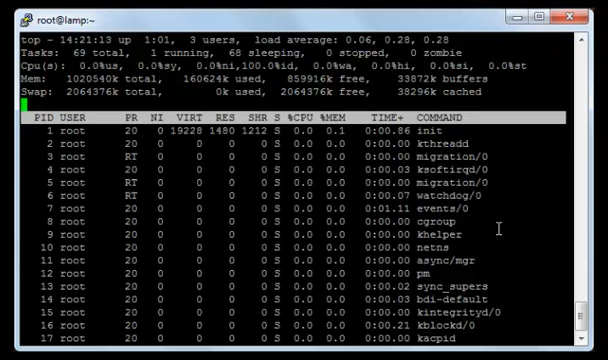 root@lamp:~
top - 14:21:13 up  1:01,  3 users,  load average: 0.06, 0.28, 0.28
Tasks:  69 total,   1 running,  68 sleeping,   0 stopped,   0 zombie
Cpu(s):  0.0%us,  0.0%sy,  0.0%ni,100.0%id,  0.0%wa,  0.0%hi,  0.0%si,  0.0%st
Mem:   1020540k total,   160624k used,   859916k free,    33872k buffers
Swap:  2064376k total,        0k used,  2064376k free,    38296k cached
PID USER      PR  NI  VIRT  RES  SHR S %CPU %MEM    TIME+  COMMAND
1 root      20   0 19228 1480 1212 S  0.0  0.1   0:00.86 init
2 root      20   0     0    0    0 S  0.0  0.0   0:00.00 kthreadd
3 root      RT   0     0    0    0 S  0.0  0.0   0:00.00 migration/0
4 root      20   0     0    0    0 S  0.0  0.0   0:00.03 ksoftirqd/0
5 root      RT   0     0    0    0 S  0.0  0.0   0:00.00 migration/0
6 root      RT   0     0    0    0 S  0.0  0.0   0:00.07 watchdog/0
7 root      20   0     0    0    0 S  0.0  0.0   0:01.11 events/0
8 root      20   0     0    0    0 S  0.0  0.0   0:00.00 cgroup
9 root      20   0     0    0    0 S  0.0  0.0   0:00.00 khelper
10 root      20   0     0    0    0 S  0.0  0.0   0:00.00 netns
11 root      20   0     0    0    0 S  0.0  0.0   0:00.00 async/mgr
12 root      20   0     0    0    0 S  0.0  0.0   0:00.00 pm
13 root      20   0     0    0    0 S  0.0  0.0   0:00.02 sync_supers
14 root      20   0     0    0    0 S  0.0  0.0   0:00.03 bdi-default
15 root      20   0     0    0    0 S  0.0  0.0   0:00.00 kintegrityd/0
16 root      20   0     0    0    0 S  0.0  0.0   0:00.21 kblockd/0
17 root      20   0     0    0    0 S  0.0  0.0   0:00.00 kacpid